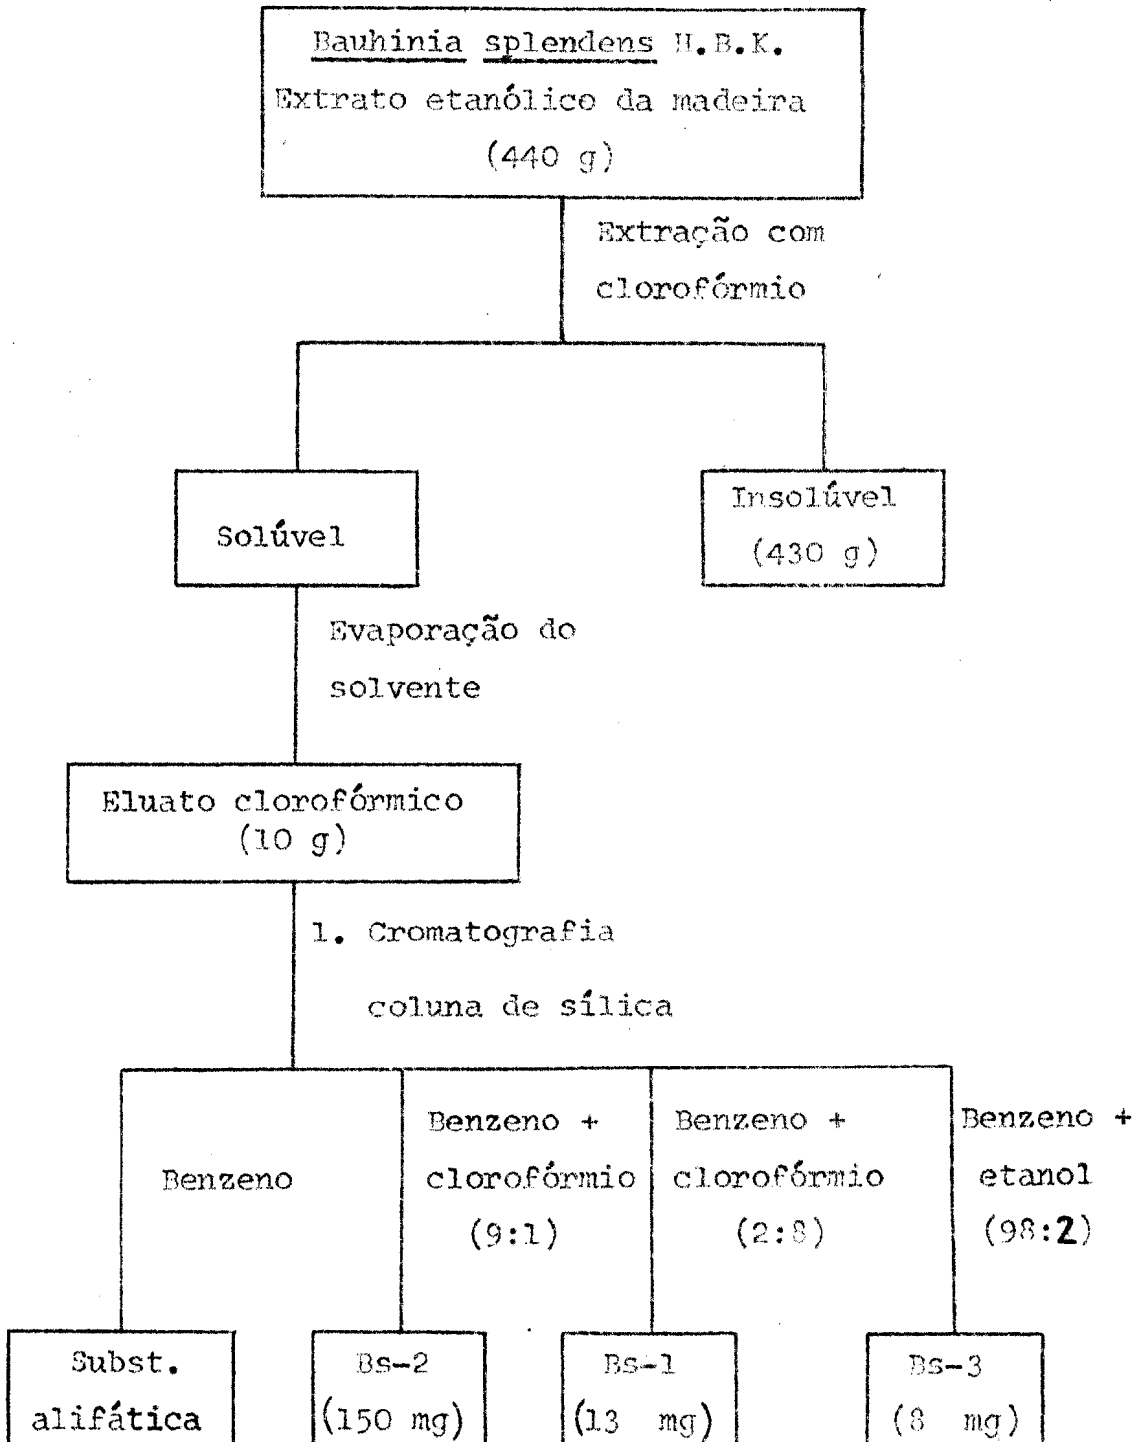 Bauhinia splendens H.B.K.
Extrato etanólico da madeira
(440 g)
Extração com
clorofórmio
Solúvel
Insolúvel
(430 g)
Evaporação do
solvente
Eluato clorofórmico
(10 g)
1. Cromatografia
coluna de sílica
Benzeno
Benzeno +
clorofórmio
(9:1)
Benzeno +
clorofórmio
(2:8)
Benzeno +
etanol
(98:2)
Subst.
alifática
Bs-2
(150 mg)
Bs-1
(13 mg)
Bs-3
(8 mg)